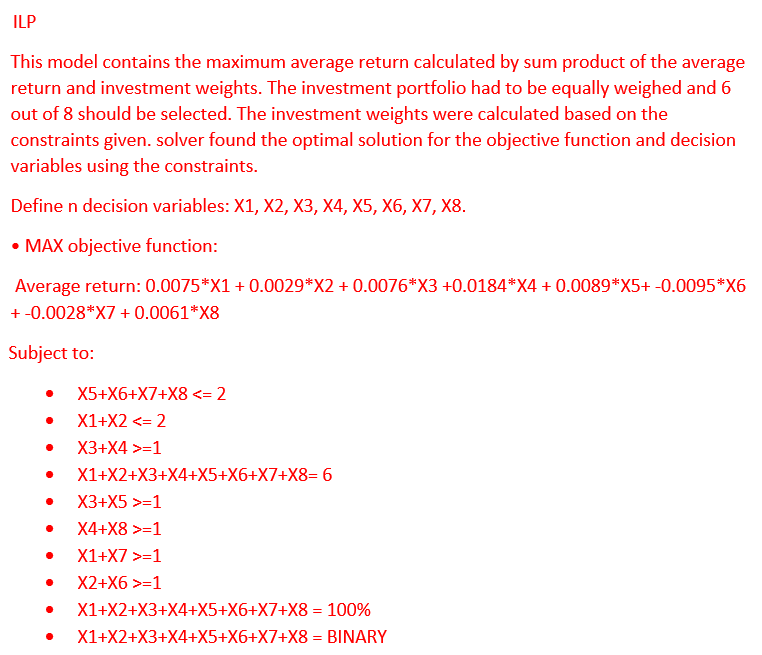 ILP
This model contains the maximum average return calculated by sum product of the average
return and investment weights. The investment portfolio had to be equally weighed and 6
out of 8 should be selected. The investment weights were calculated based on the
constraints given. solver found the optimal solution for the objective function and decision
variables using the constraints.
Define n decision variables: X1, X2, X3, X4, X5, X6, X7, X8.
• MAX objective function:
Average return: 0.0075*X1 + 0.0029*X2 + 0.0076*X3 +0.0184*X4 + 0.0089*X5+ -0.0095*X6
+ -0.0028*X7 + 0.0061*X8
Subject to:
• X5+X6+X7+X8 <= 2
• X1+X2 <= 2
• X3+X4 >=1
• X1+X2+X3+X4+X5+X6+X7+X8= 6
• X3+X5 >=1
• X4+X8 >=1
• X1+X7 >=1
• X2+X6 >=1
• X1+X2+X3+X4+X5+X6+X7+X8 = 100%
• X1+X2+X3+X4+X5+X6+X7+X8 = BINARY